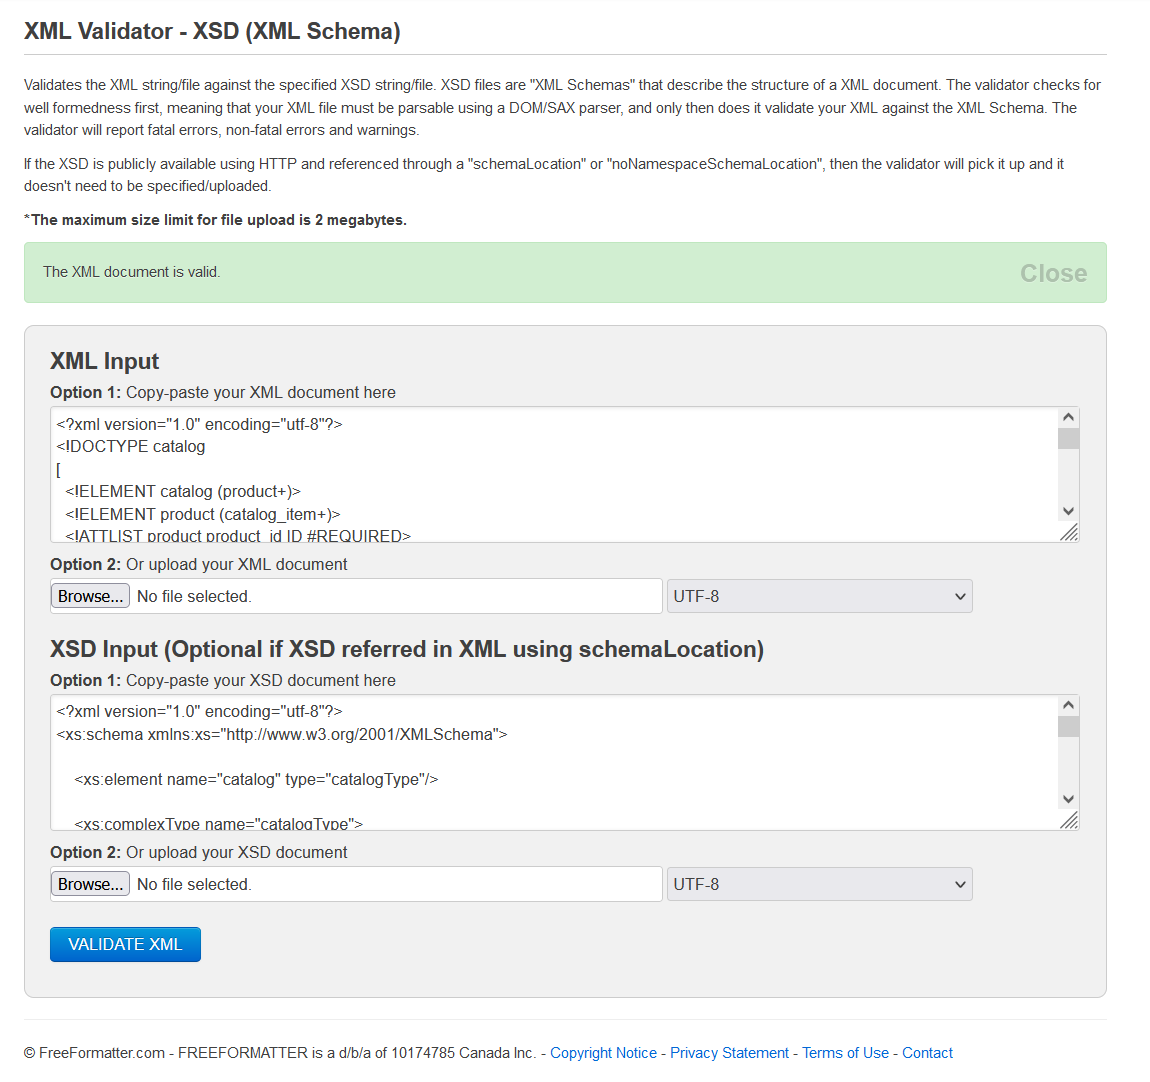 XML Validator - XSD (XML Schema)
Validates the XML string/file against the specified XSD string/file. XSD files are "XML Schemas" that describe the structure of a XML document. The validator checks for
well formedness first, meaning that your XML file must be parsable using a DOM/SAX parser, and only then does it validate your XML against the XML Schema. The
validator will report fatal errors, non-fatal errors and warnings.
If the XSD is publicly available using HTTP and referenced through a "schemaLocation" or "noNamespaceSchemaLocation", then the validator will pick it up and it
doesn't need to be specified/uploaded.
*The maximum size limit for file upload is 2 megabytes.
The XML document is valid. Close
XML Input
Option 1: Copy-paste your XML document here
<?xml version="1.0" encoding="utf-8"?>
<!DOCTYPE catalog
[
<!ELEMENT catalog (product+)>
<!ELEMENT product (catalog_item+)>
<!ATTLIST product product_id ID #REQUIRED>
Option 2: Or upload your XML document
Browse... No file selected. UTF-8
XSD Input (Optional if XSD referred in XML using schemaLocation)
Option 1: Copy-paste your XSD document here
<?xml version="1.0" encoding="utf-8"?>
<xs:schema xmlns:xs="http://www.w3.org/2001/XMLSchema">
<xs:element name="catalog" type="catalogType"/>
<xs:complexType name="catalogType">
Option 2: Or upload your XSD document
Browse... No file selected. UTF-8
VALIDATE XML
© FreeFormatter.com - FREEFORMATTER is a d/b/a of 10174785 Canada Inc. - Copyright Notice - Privacy Statement - Terms of Use - Contact